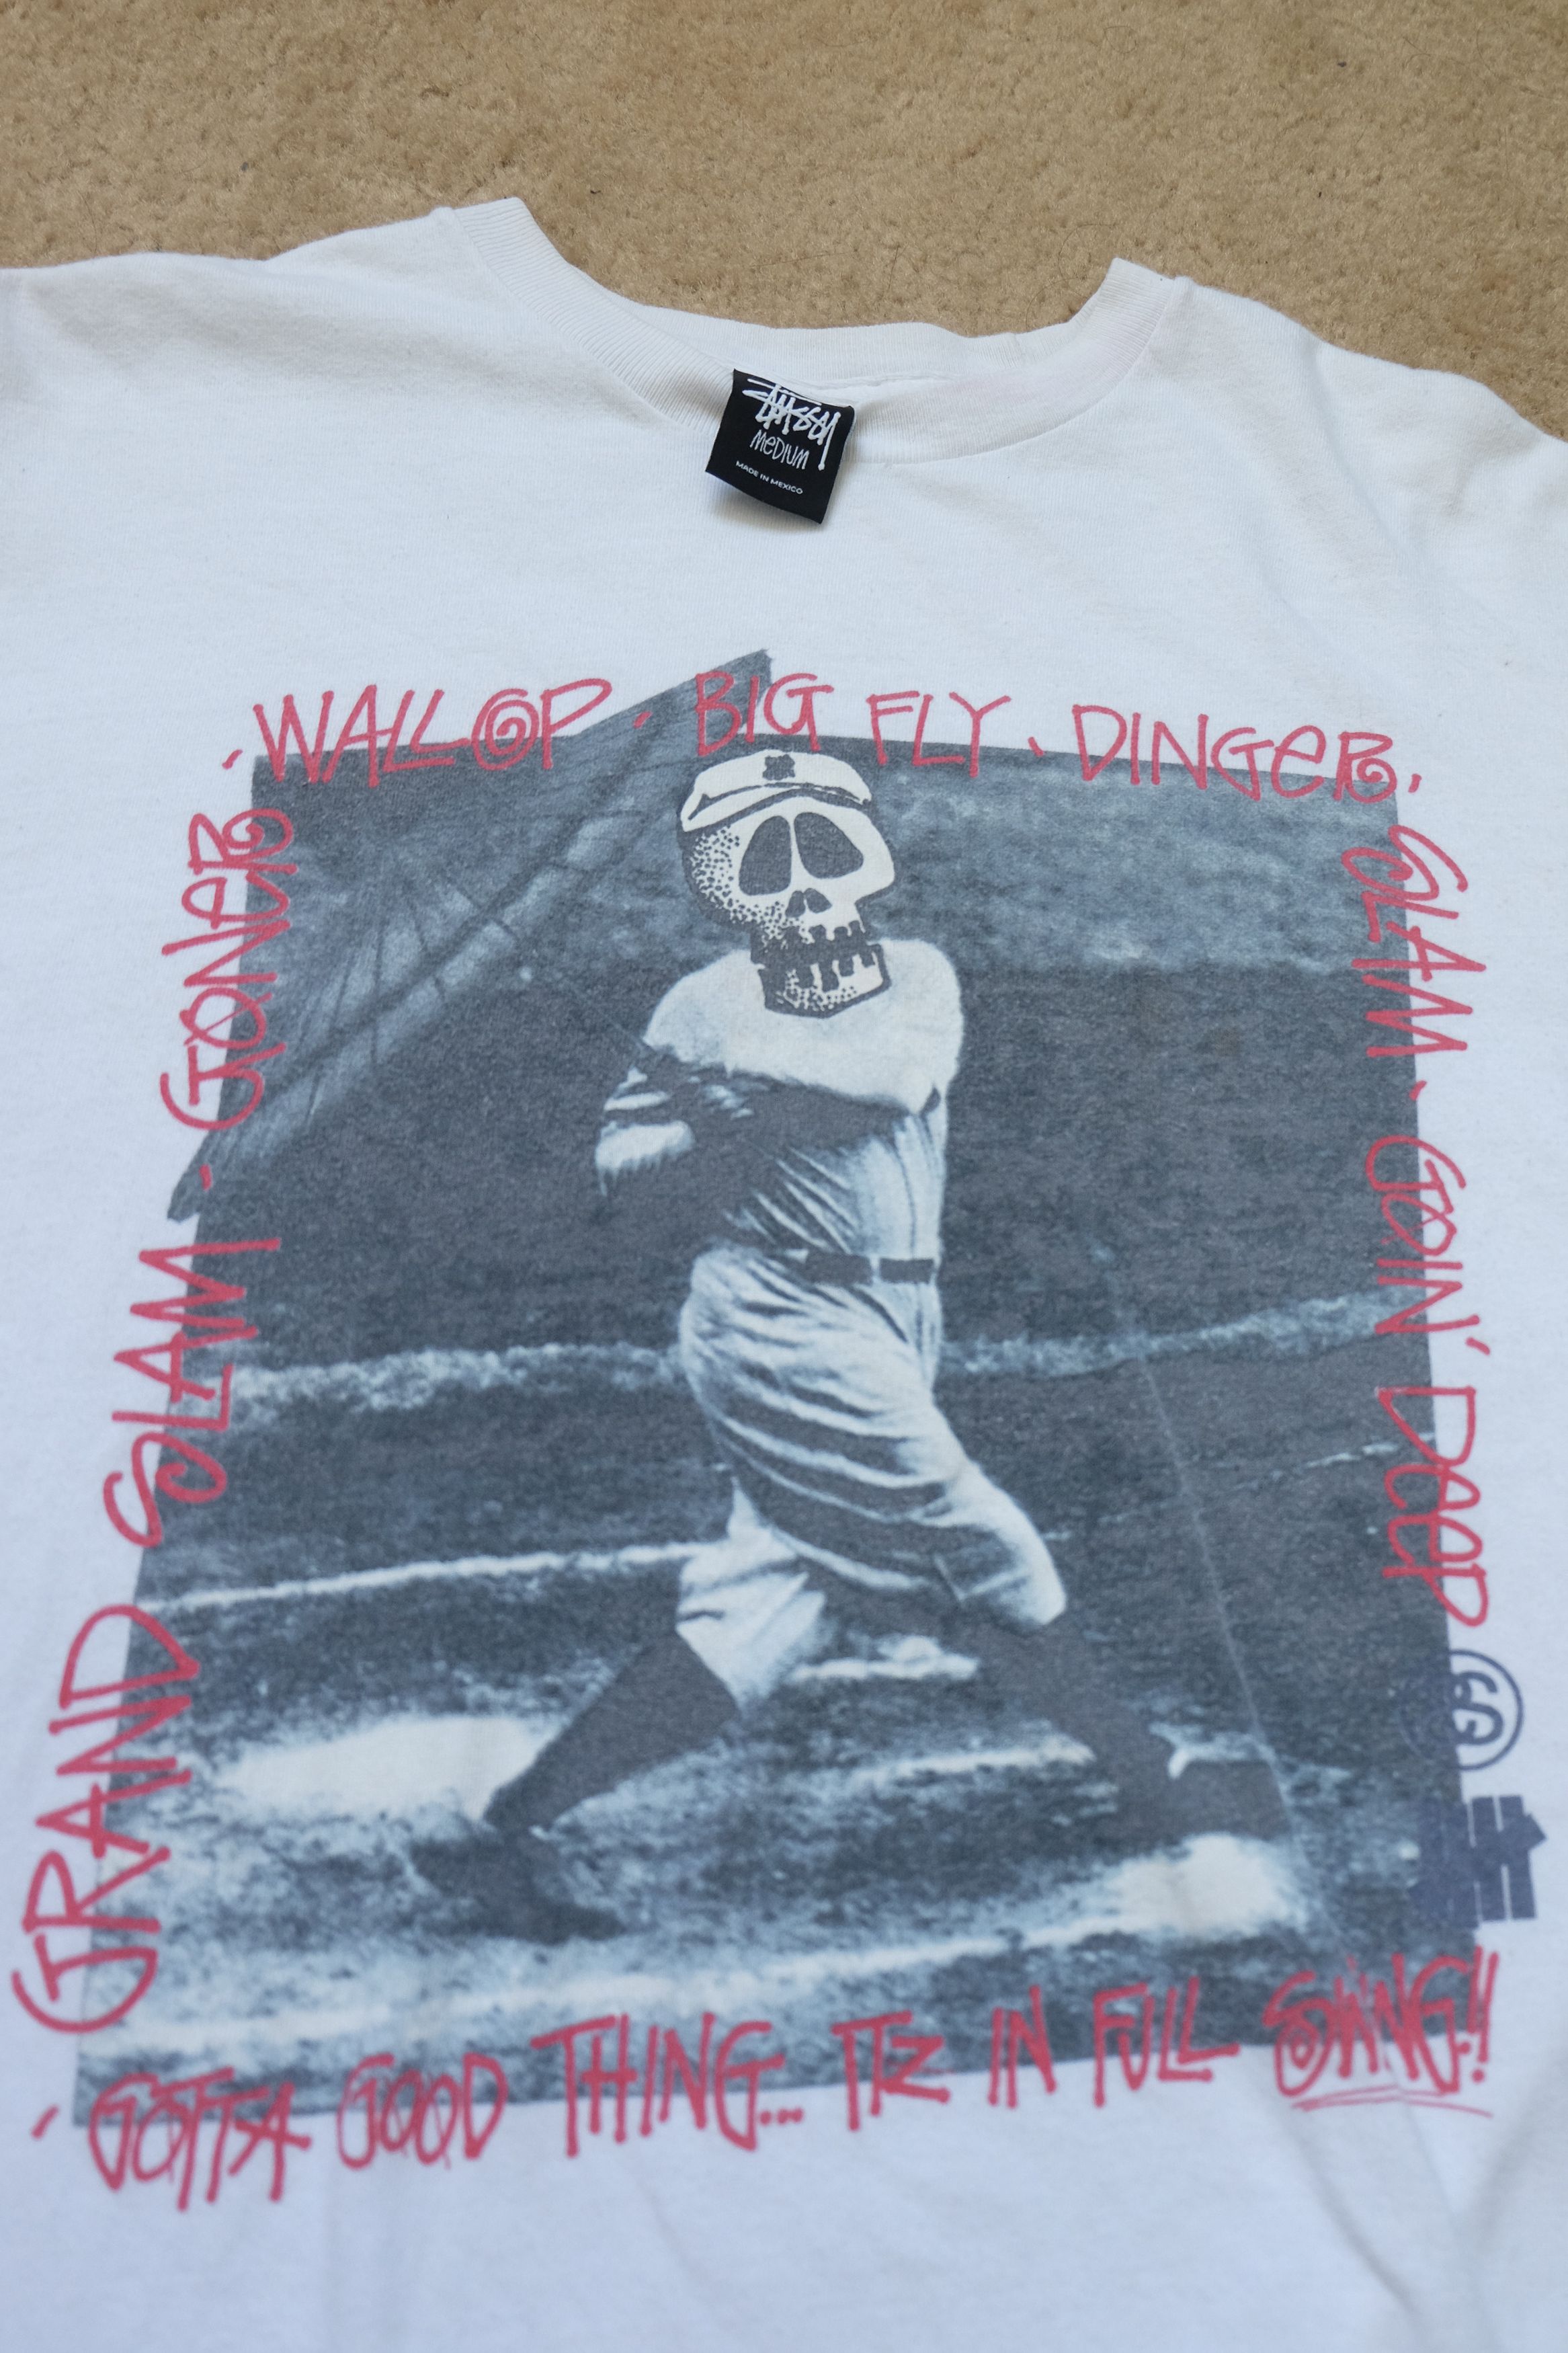 STUSSY
MEDIUM
MADE IN MEXICO
· WALLOP · BIG FLY · DINGER ·
SLAM · GOIN' DEEP
GRAND SLAM · GONER
· GOTTA GOOD THING... ITZ IN FULL SWING!!